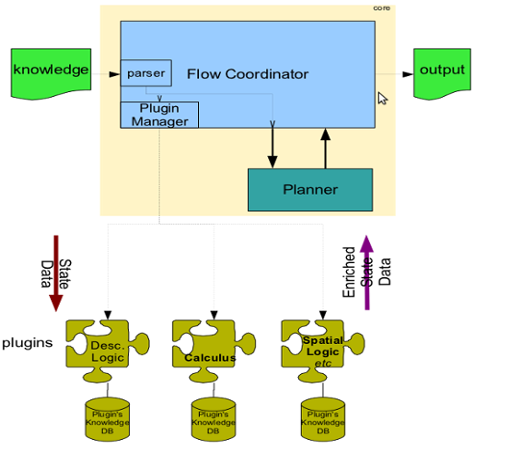 core
knowledge
parser
Flow Coordinator
output
Plugin
Manager
Planner
State
Data
Enriched
State
Data
plugins
Desc.
Logic
Calculus
Spatial
Logic
etc
Plugin's
Knowledge
DB
Plugin's
Knowledge
DB
Plugin's
Knowledge
DB